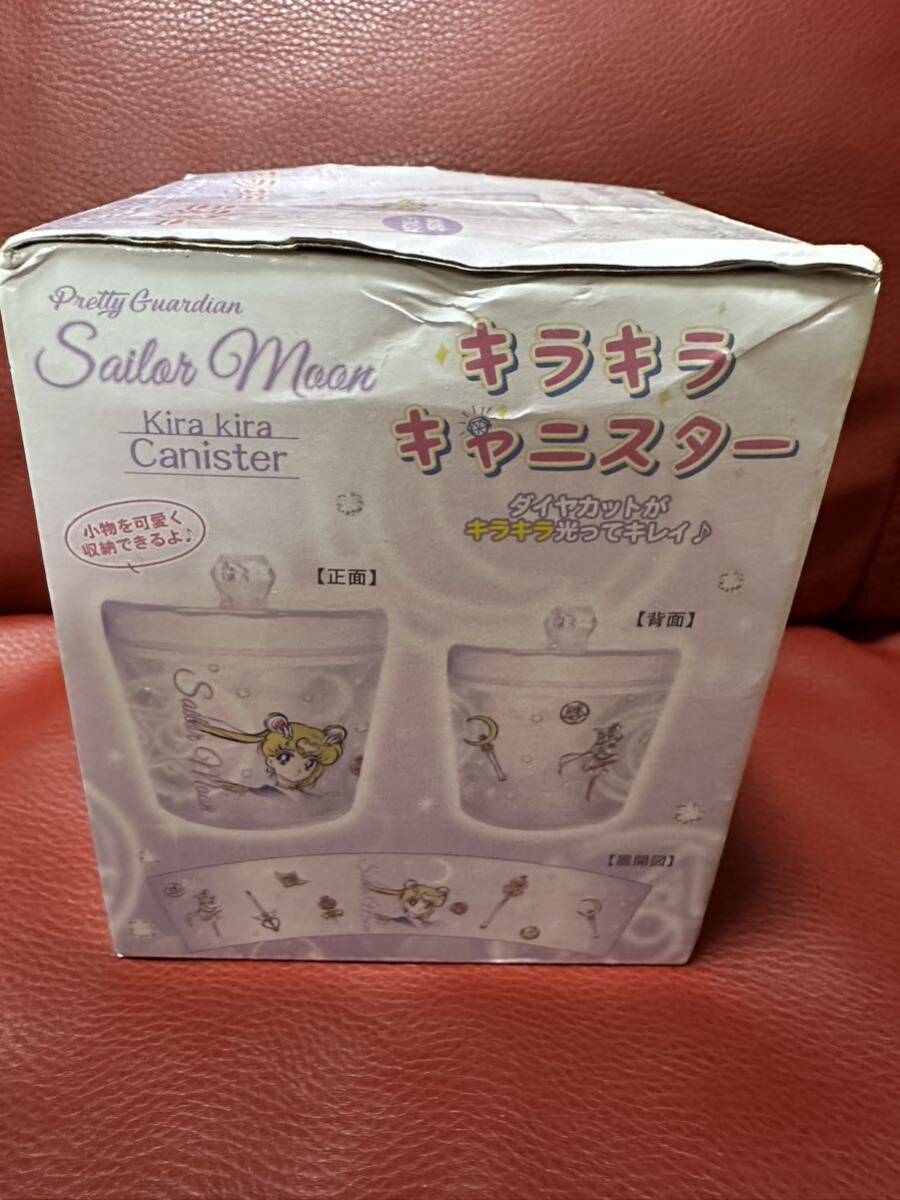 Pretty Guardian
Sailor Moon
Kira kira
Canister
キラキラ
キャニスター
ダイヤカットが
キラキラ光ってキレイ♪
小物を可愛く
収納できるよ♪
【正面】
【背面】
Sailor Moon
【展開図】